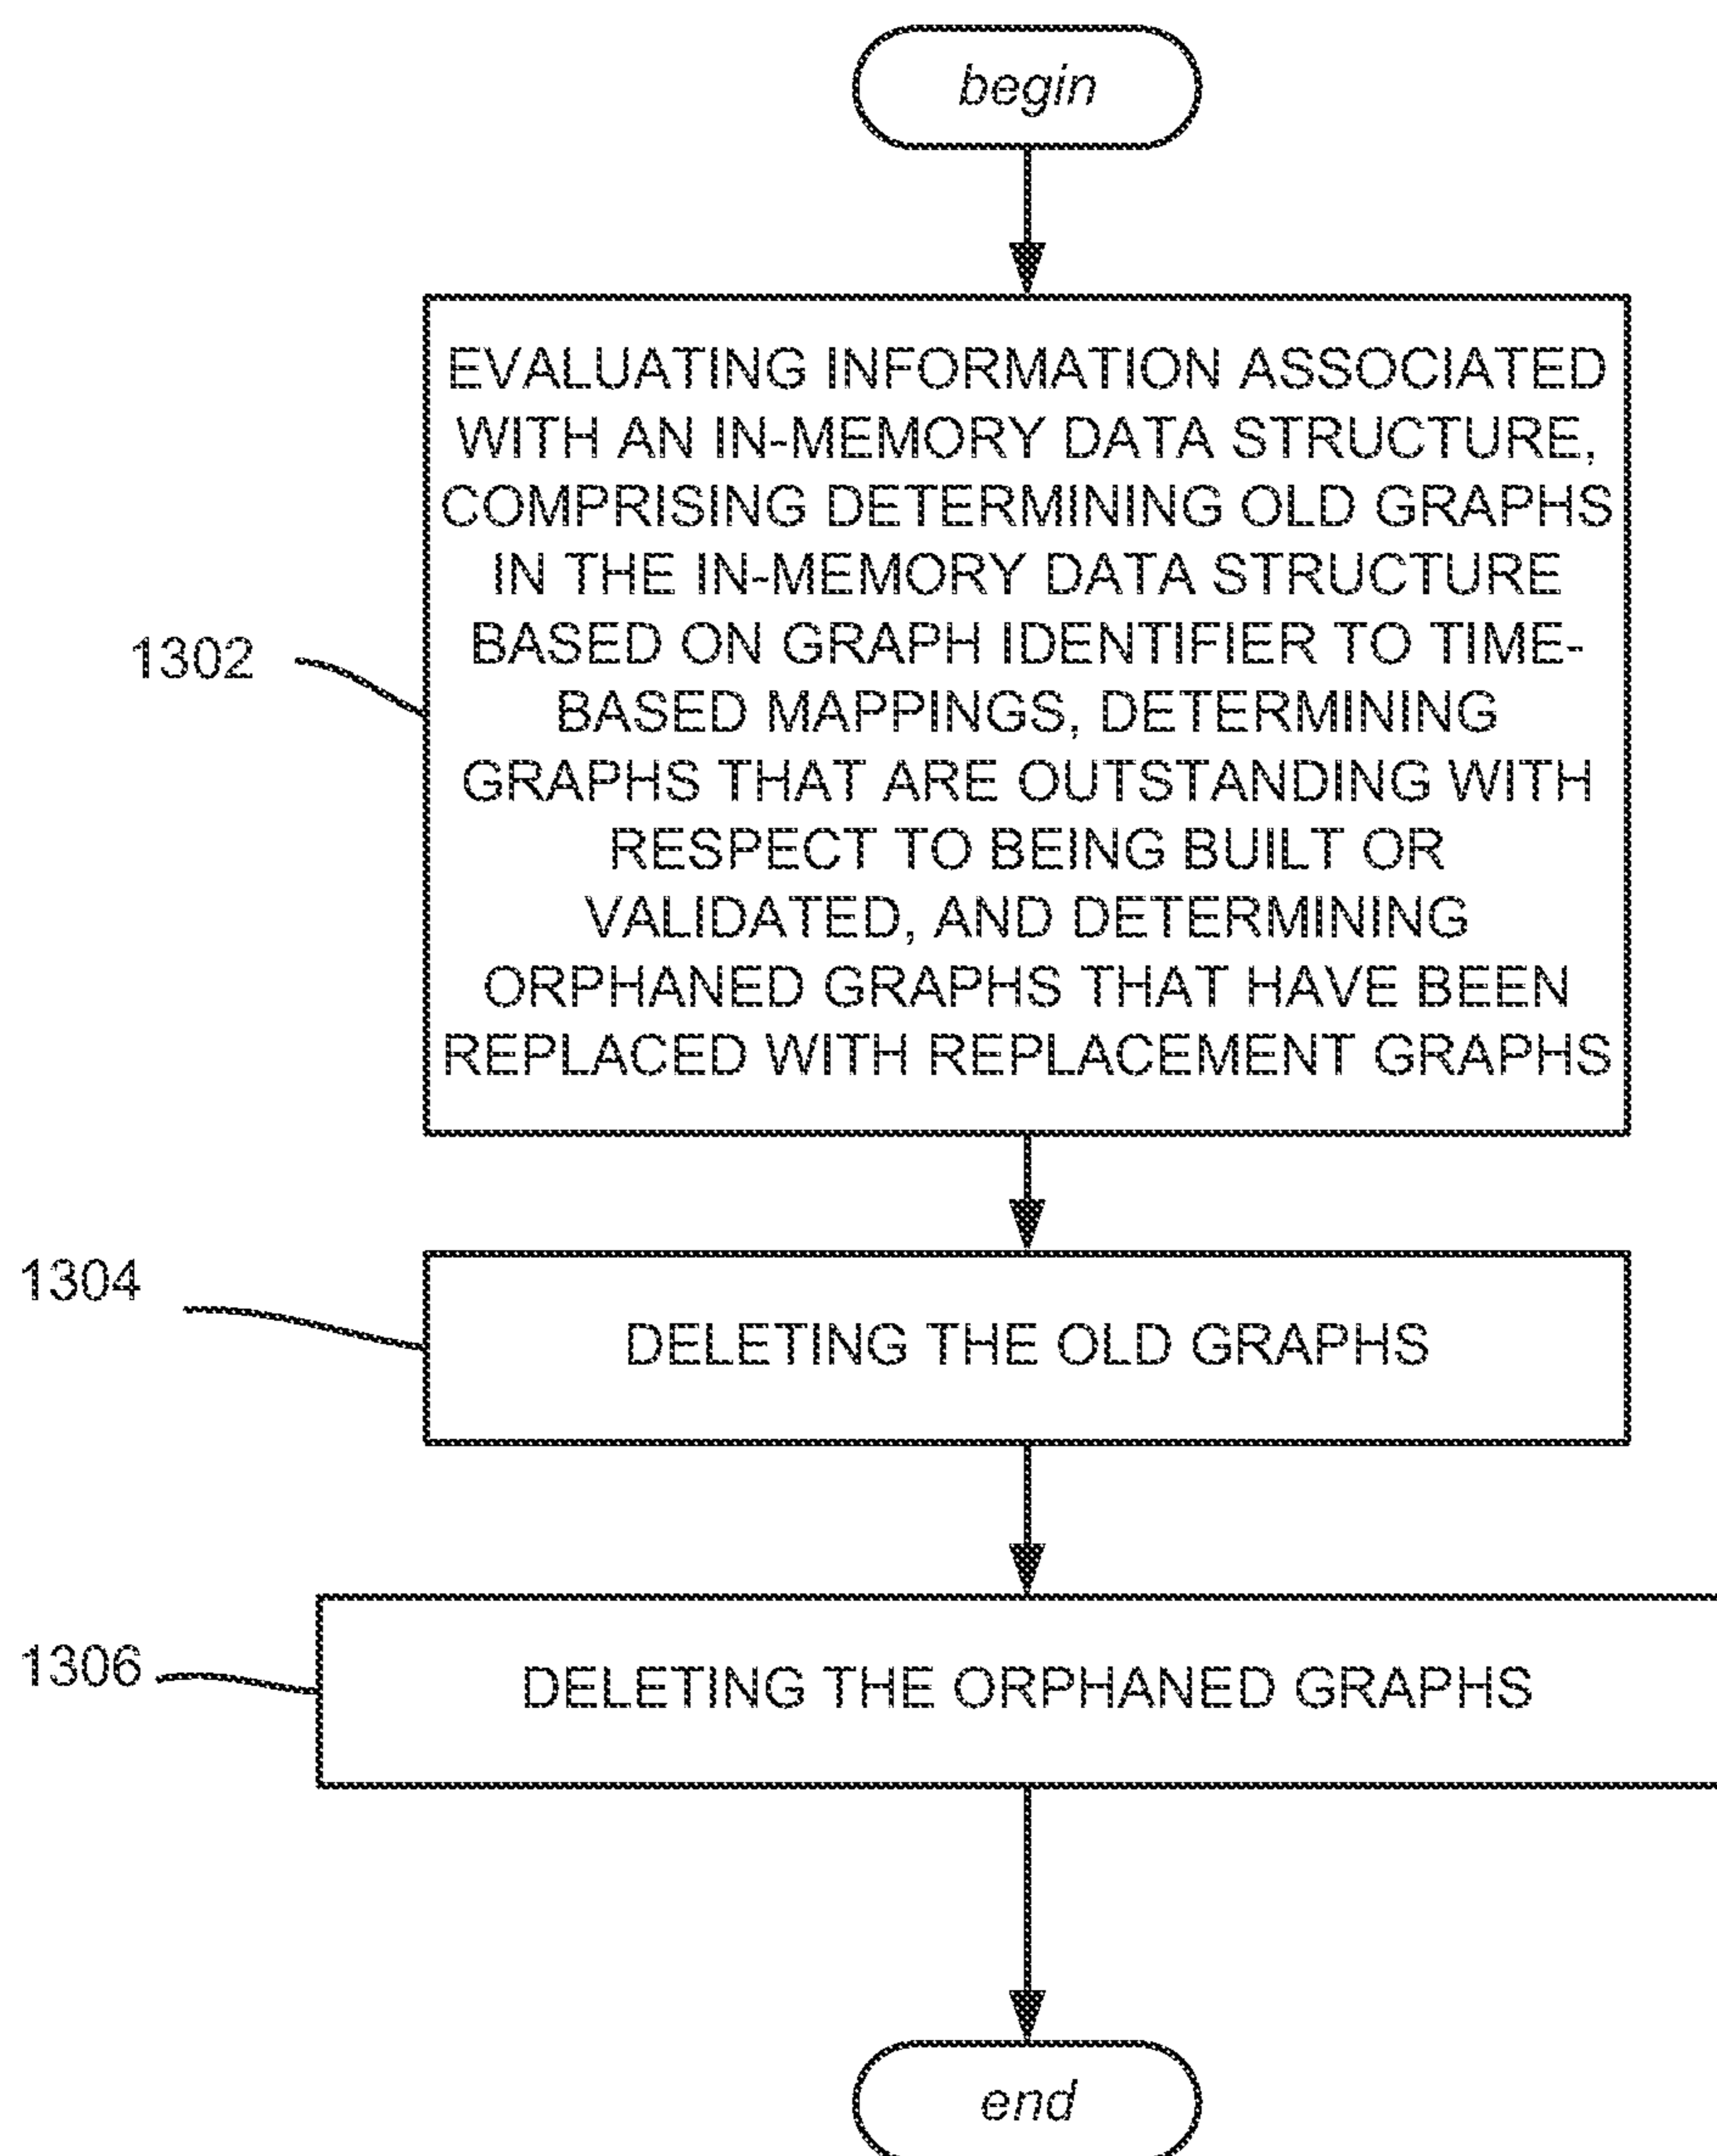 begin
EVALUATING INFORMATION ASSOCIATED
WITH AN IN-MEMORY DATA STRUCTURE,
COMPRISING DETERMINING OLD GRAPHS
IN THE IN-MEMORY DATA STRUCTURE
BASED ON GRAPH IDENTIFIER TO TIME-
BASED MAPPINGS, DETERMINING
GRAPHS THAT ARE OUTSTANDING WITH
RESPECT TO BEING BUILT OR
VALIDATED, AND DETERMINING
ORPHANED GRAPHS THAT HAVE BEEN
REPLACED WITH REPLACEMENT GRAPHS
1302
1304
DELETING THE OLD GRAPHS
1306
DELETING THE ORPHANED GRAPHS
end